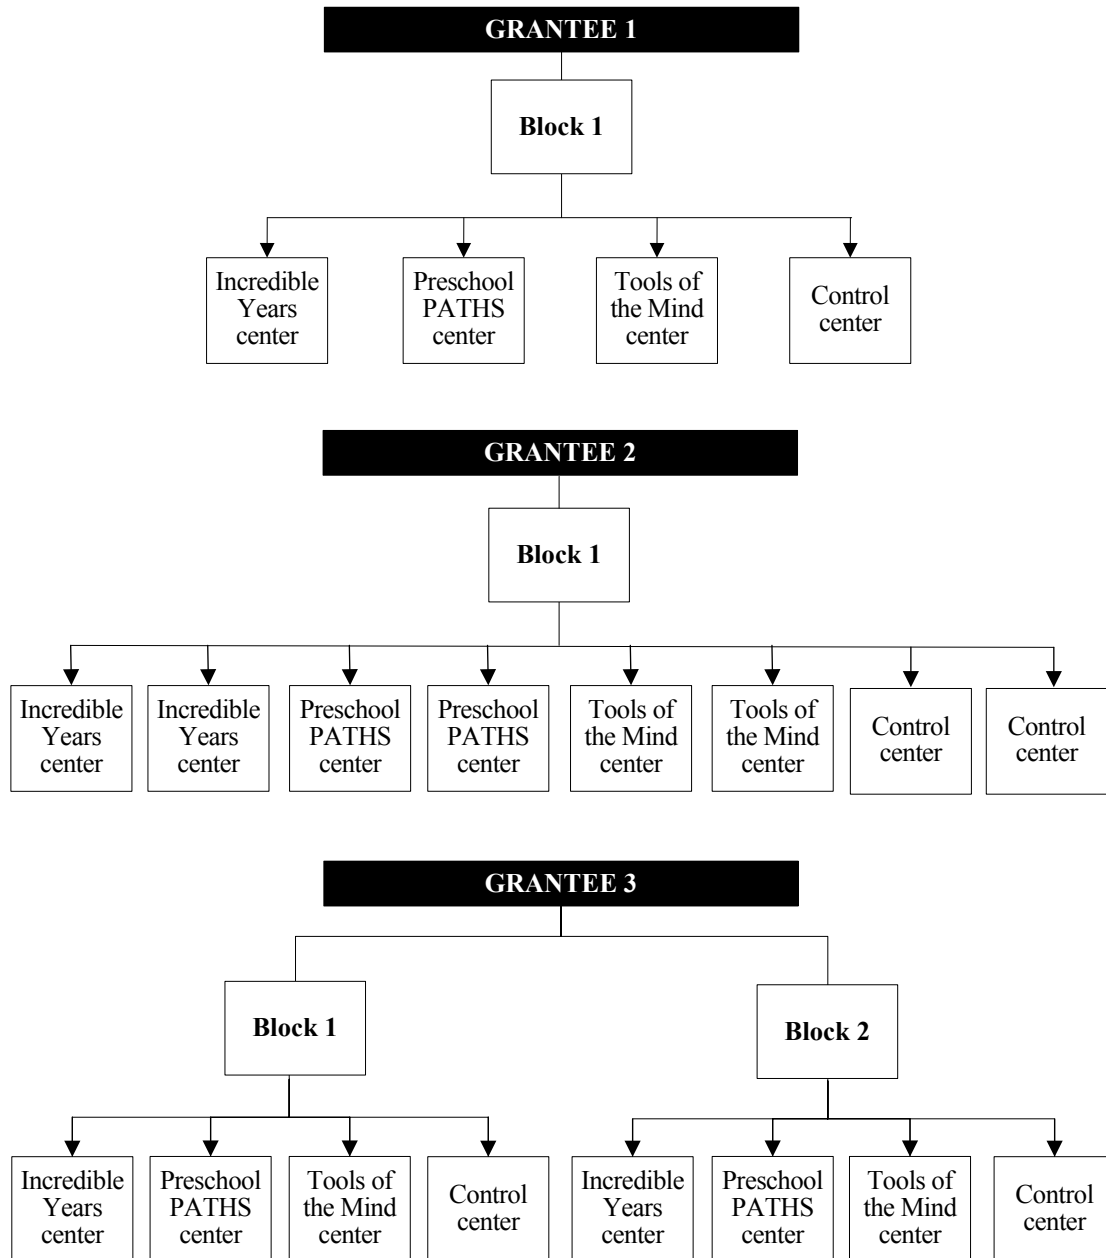 GRANTEE 1
Block 1
Incredible
Years
center
Preschool
PATHS
center
Tools of
the Mind
center
Control
center
GRANTEE 2
Block 1
Incredible
Years
center
Incredible
Years
center
Preschool
PATHS
center
Preschool
PATHS
center
Tools of
the Mind
center
Tools of
the Mind
center
Control
center
Control
center
GRANTEE 3
Block 1
Block 2
Incredible
Years
center
Preschool
PATHS
center
Tools of
the Mind
center
Control
center
Incredible
Years
center
Preschool
PATHS
center
Tools of
the Mind
center
Control
center